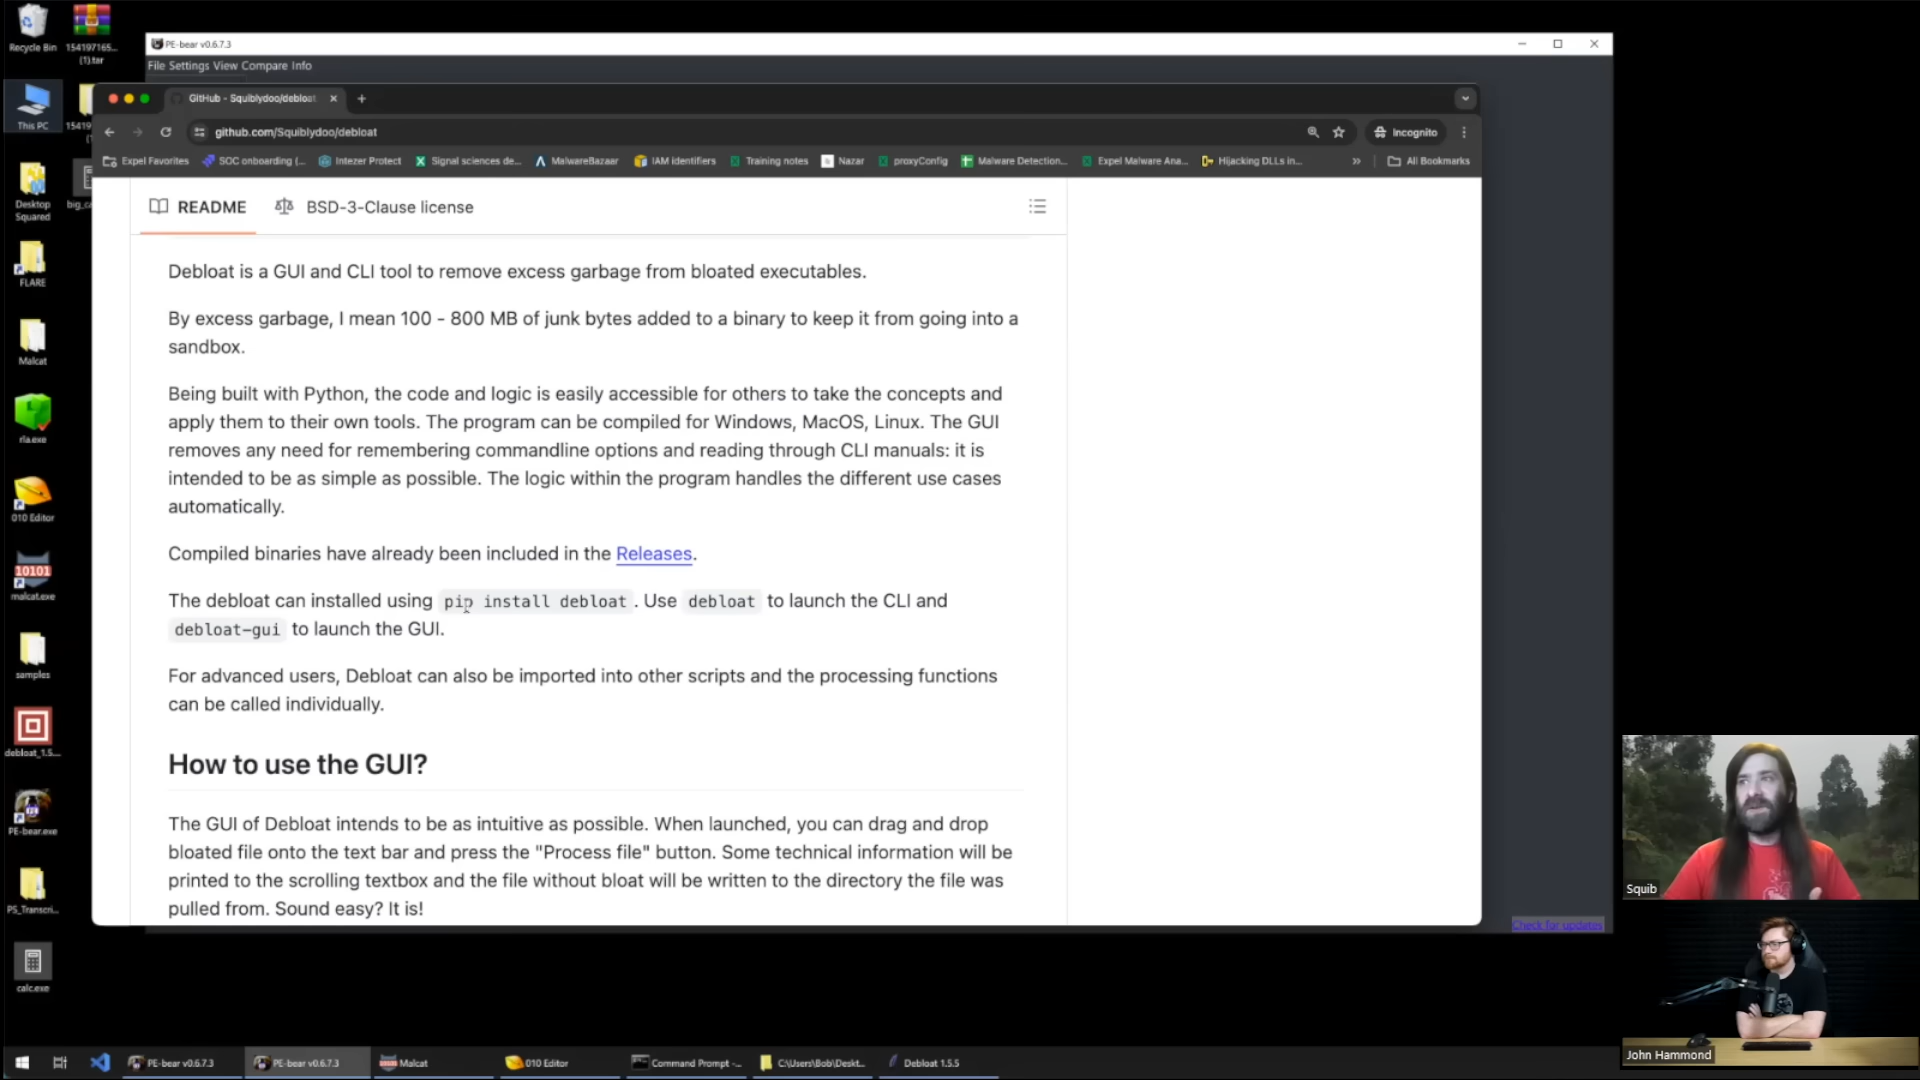 Recycle Bin
154197165...
(1).tar
This PC
15419
Desktop
Squared
big_ca
FLARE
Malcat
rla.exe
010 Editor
10101
malcat.exe
samples
debloat_1.5....
PE-bear.exe
PS_Transcri...
calc.exe
PE-bear v0.6.7.3
File Settings View Compare Info
GitHub - Squiblydoo/debloat
github.com/Squiblydoo/debloat
Incognito
Expel Favorites
SOC onboarding (...
Intezer Protect
Signal sciences de...
MalwareBazaar
IAM identifiers
Training notes
Nazar
proxyConfig
Malware Detection...
Expel Malware Ana...
Hijacking DLLs in...
»
All Bookmarks
README
BSD-3-Clause license
Debloat is a GUI and CLI tool to remove excess garbage from bloated executables.
By excess garbage, I mean 100 - 800 MB of junk bytes added to a binary to keep it from going into a
sandbox.
Being built with Python, the code and logic is easily accessible for others to take the concepts and
apply them to their own tools. The program can be compiled for Windows, MacOS, Linux. The GUI
removes any need for remembering commandline options and reading through CLI manuals: it is
intended to be as simple as possible. The logic within the program handles the different use cases
automatically.
Compiled binaries have already been included in the Releases.
The debloat can installed using pip install debloat. Use debloat to launch the CLI and
debloat-gui to launch the GUI.
For advanced users, Debloat can also be imported into other scripts and the processing functions
can be called individually.
How to use the GUI?
The GUI of Debloat intends to be as intuitive as possible. When launched, you can drag and drop
bloated file onto the text bar and press the "Process file" button. Some technical information will be
printed to the scrolling textbox and the file without bloat will be written to the directory the file was
pulled from. Sound easy? It is!
Check for updates
Squib
John Hammond
PE-bear v0.6.7.3
PE-bear v0.6.7.3
Malcat
010 Editor
Command Prompt -...
C:\Users\Bob\Deskt...
Debloat 1.5.5